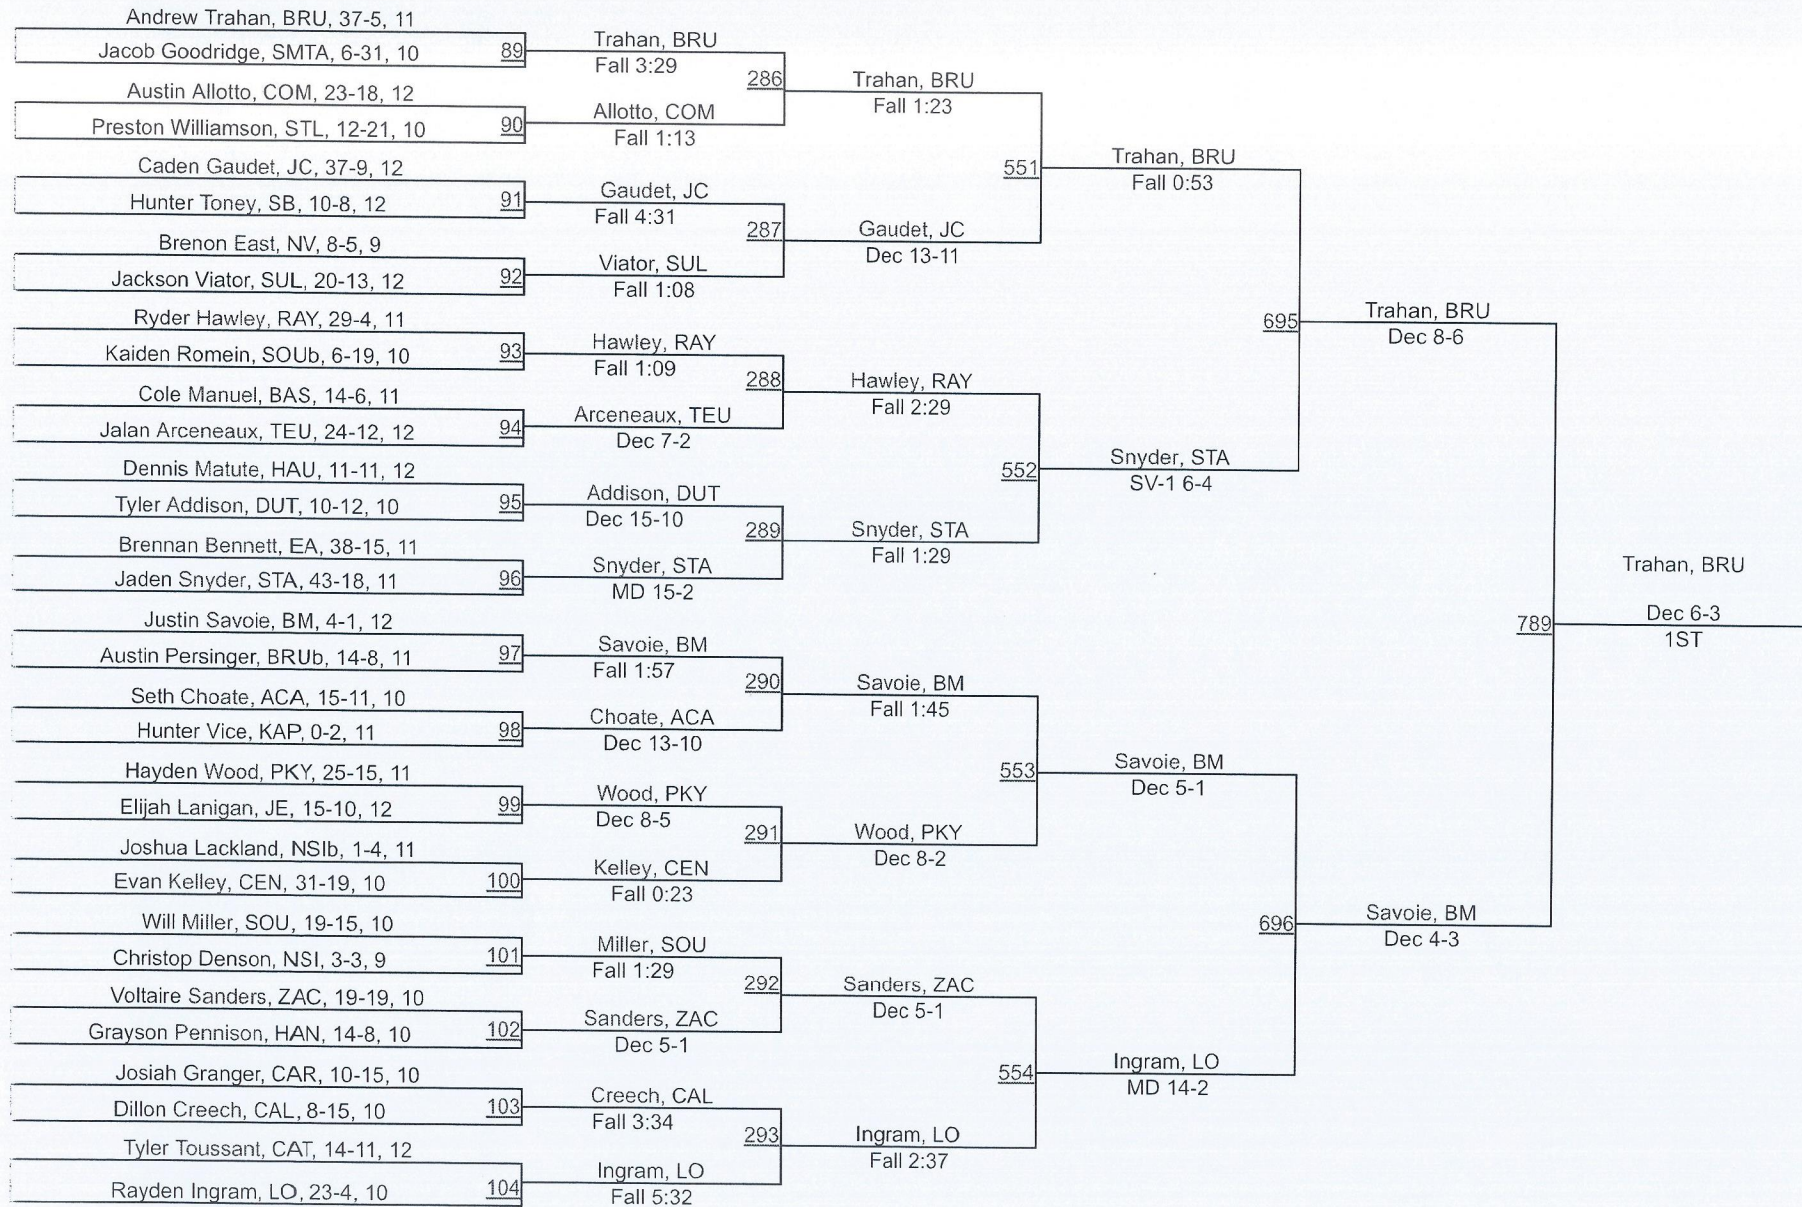 Andrew Trahan, BRU, 37-5, 11
Jacob Goodridge, SMTA, 6-31, 10
89
Austin Allotto, COM, 23-18, 12
Preston Williamson, STL, 12-21, 10
90
Caden Gaudet, JC, 37-9, 12
Hunter Toney, SB, 10-8, 12
91
Brenon East, NV, 8-5, 9
Jackson Viator, SUL, 20-13, 12
92
Ryder Hawley, RAY, 29-4, 11
Kaiden Romein, SOUb, 6-19, 10
93
Cole Manuel, BAS, 14-6, 11
Jalan Arceneaux, TEU, 24-12, 12
94
Dennis Matute, HAU, 11-11, 12
Tyler Addison, DUT, 10-12, 10
95
Brennan Bennett, EA, 38-15, 11
Jaden Snyder, STA, 43-18, 11
96
Justin Savoie, BM, 4-1, 12
Austin Persinger, BRUb, 14-8, 11
97
Seth Choate, ACA, 15-11, 10
Hunter Vice, KAP, 0-2, 11
98
Hayden Wood, PKY, 25-15, 11
Elijah Lanigan, JE, 15-10, 12
99
Joshua Lackland, NSIb, 1-4, 11
Evan Kelley, CEN, 31-19, 10
100
Will Miller, SOU, 19-15, 10
Christop Denson, NSI, 3-3, 9
101
Voltaire Sanders, ZAC, 19-19, 10
Grayson Pennison, HAN, 14-8, 10
102
Josiah Granger, CAR, 10-15, 10
Dillon Creech, CAL, 8-15, 10
103
Tyler Toussant, CAT, 14-11, 12
Rayden Ingram, LO, 23-4, 10
104
Trahan, BRU
Fall 3:29
286
Allotto, COM
Fall 1:13
Gaudet, JC
Fall 4:31
287
Viator, SUL
Fall 1:08
Hawley, RAY
Fall 1:09
288
Arceneaux, TEU
Dec 7-2
Addison, DUT
Dec 15-10
289
Snyder, STA
MD 15-2
Savoie, BM
Fall 1:57
290
Choate, ACA
Dec 13-10
Wood, PKY
Dec 8-5
291
Kelley, CEN
Fall 0:23
Miller, SOU
Fall 1:29
292
Sanders, ZAC
Dec 5-1
Creech, CAL
Fall 3:34
293
Ingram, LO
Fall 5:32
Trahan, BRU
Fall 1:23
551
Gaudet, JC
Dec 13-11
Hawley, RAY
Fall 2:29
552
Snyder, STA
Fall 1:29
Savoie, BM
Fall 1:45
553
Wood, PKY
Dec 8-2
Sanders, ZAC
Dec 5-1
554
Ingram, LO
Fall 2:37
Trahan, BRU
Fall 0:53
695
Snyder, STA
SV-1 6-4
Savoie, BM
Dec 5-1
696
Ingram, LO
MD 14-2
Trahan, BRU
Dec 8-6
789
Savoie, BM
Dec 4-3
Trahan, BRU
Dec 6-3
1ST